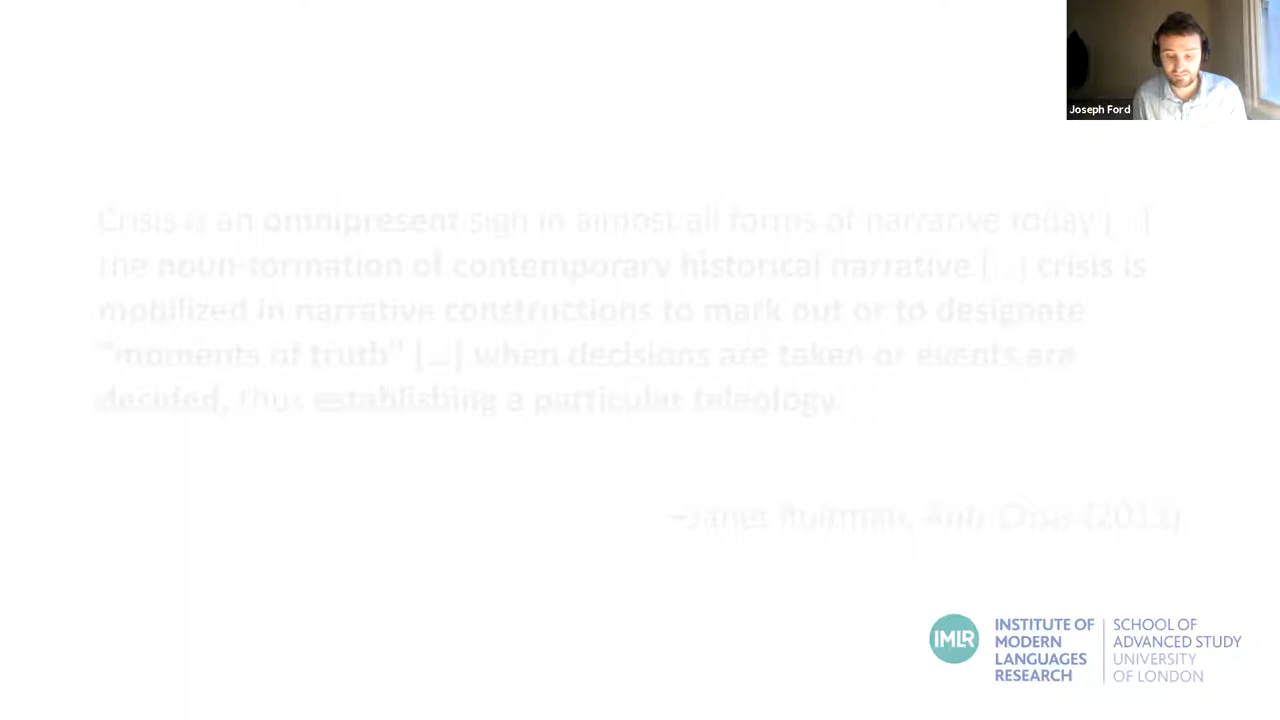 Joseph Ford
Crisis is an omnipresent sign in almost all forms of narrative today [...]
the noun-formation of contemporary historical narrative [...] crisis is
mobilized in narrative constructions to mark out or to designate
"moments of truth" [...] when decisions are taken or events are
decided, thus establishing a particular teleology.
–Janet Roitman, Anti-Crisis (2013)
IMLR
INSTITUTE OF
MODERN
LANGUAGES
RESEARCH
SCHOOL OF
ADVANCED STUDY
UNIVERSITY
OF LONDON